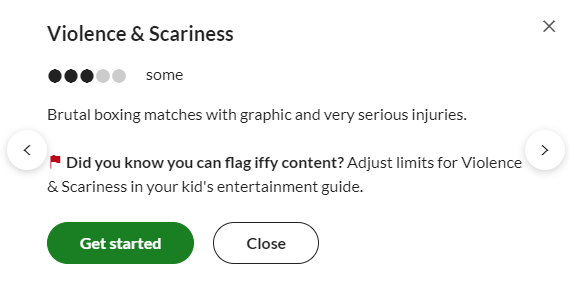 Violence & Scariness
some
Brutal boxing matches with graphic and very serious injuries.
Did you know you can flag iffy content? Adjust limits for Violence
& Scariness in your kid's entertainment guide.
Get started
Close